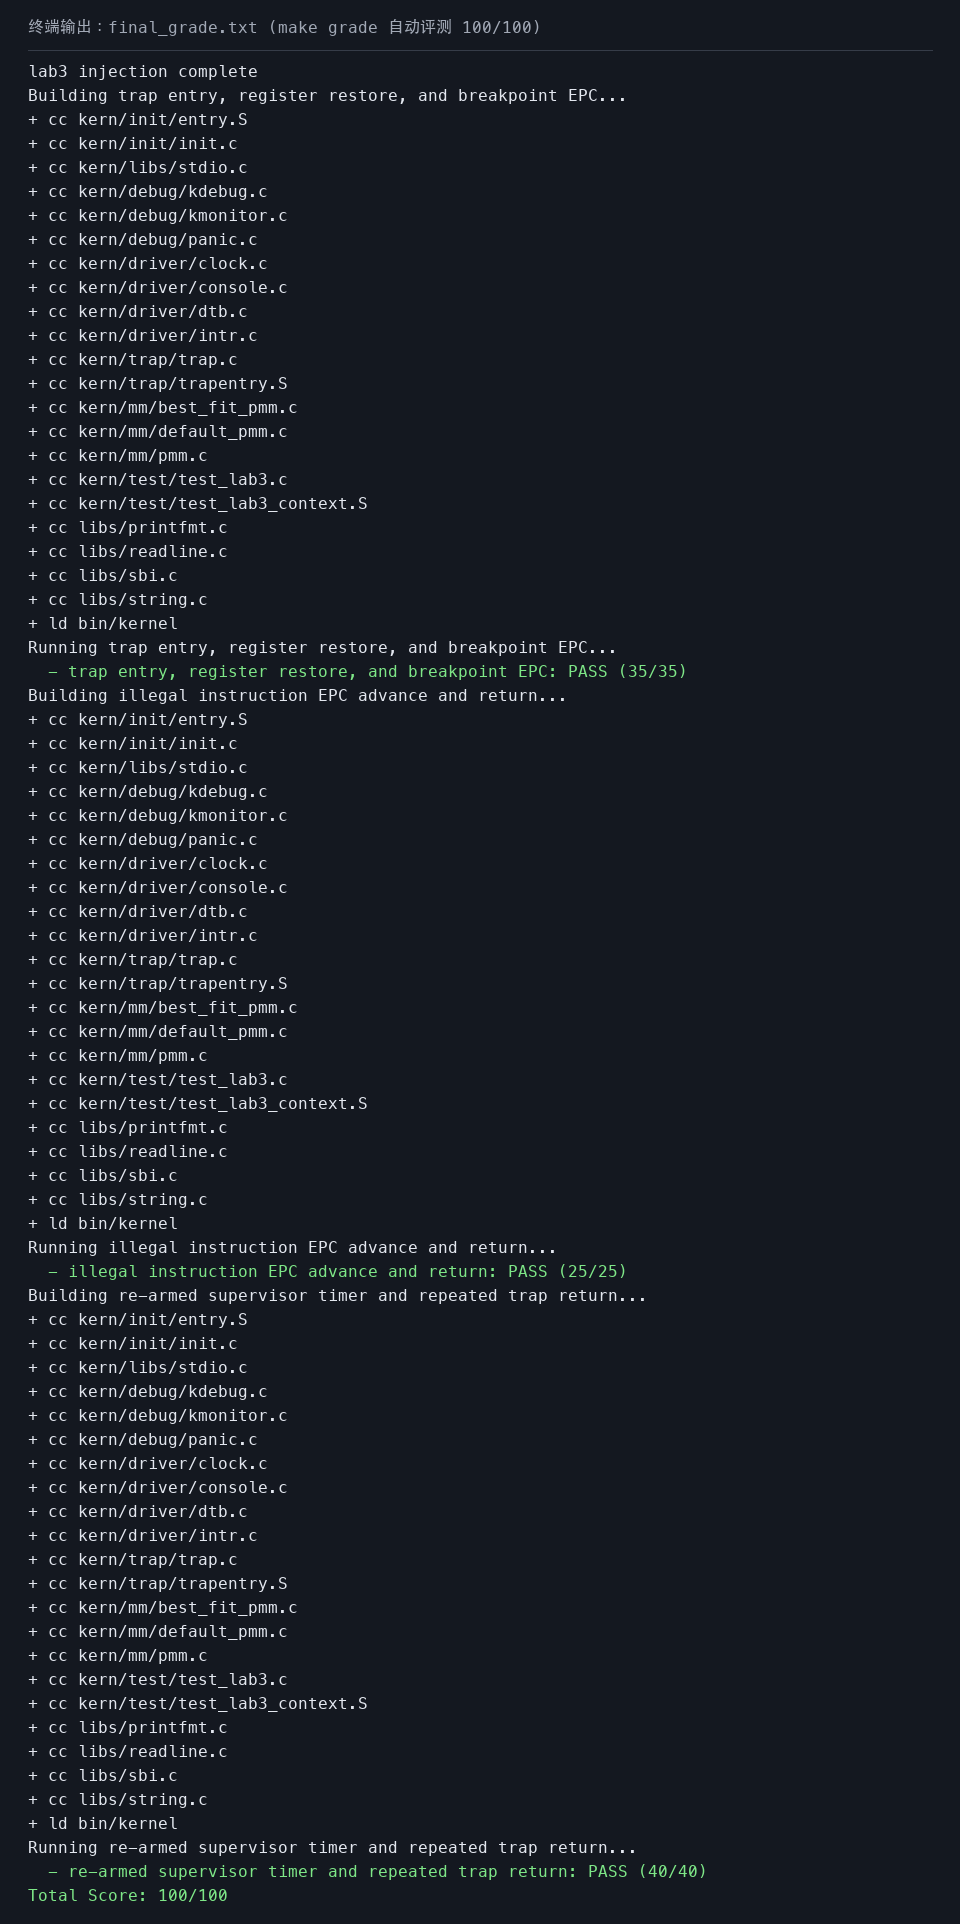 终端输出：final_grade.txt (make grade 自动评测 100/100)
lab3 injection complete
Building trap entry, register restore, and breakpoint EPC...
+ cc kern/init/entry.S
+ cc kern/init/init.c
+ cc kern/libs/stdio.c
+ cc kern/debug/kdebug.c
+ cc kern/debug/kmonitor.c
+ cc kern/debug/panic.c
+ cc kern/driver/clock.c
+ cc kern/driver/console.c
+ cc kern/driver/dtb.c
+ cc kern/driver/intr.c
+ cc kern/trap/trap.c
+ cc kern/trap/trapentry.S
+ cc kern/mm/best_fit_pmm.c
+ cc kern/mm/default_pmm.c
+ cc kern/mm/pmm.c
+ cc kern/test/test_lab3.c
+ cc kern/test/test_lab3_context.S
+ cc libs/printfmt.c
+ cc libs/readline.c
+ cc libs/sbi.c
+ cc libs/string.c
+ ld bin/kernel
Running trap entry, register restore, and breakpoint EPC...
  - trap entry, register restore, and breakpoint EPC: PASS (35/35)
Building illegal instruction EPC advance and return...
+ cc kern/init/entry.S
+ cc kern/init/init.c
+ cc kern/libs/stdio.c
+ cc kern/debug/kdebug.c
+ cc kern/debug/kmonitor.c
+ cc kern/debug/panic.c
+ cc kern/driver/clock.c
+ cc kern/driver/console.c
+ cc kern/driver/dtb.c
+ cc kern/driver/intr.c
+ cc kern/trap/trap.c
+ cc kern/trap/trapentry.S
+ cc kern/mm/best_fit_pmm.c
+ cc kern/mm/default_pmm.c
+ cc kern/mm/pmm.c
+ cc kern/test/test_lab3.c
+ cc kern/test/test_lab3_context.S
+ cc libs/printfmt.c
+ cc libs/readline.c
+ cc libs/sbi.c
+ cc libs/string.c
+ ld bin/kernel
Running illegal instruction EPC advance and return...
  - illegal instruction EPC advance and return: PASS (25/25)
Building re-armed supervisor timer and repeated trap return...
+ cc kern/init/entry.S
+ cc kern/init/init.c
+ cc kern/libs/stdio.c
+ cc kern/debug/kdebug.c
+ cc kern/debug/kmonitor.c
+ cc kern/debug/panic.c
+ cc kern/driver/clock.c
+ cc kern/driver/console.c
+ cc kern/driver/dtb.c
+ cc kern/driver/intr.c
+ cc kern/trap/trap.c
+ cc kern/trap/trapentry.S
+ cc kern/mm/best_fit_pmm.c
+ cc kern/mm/default_pmm.c
+ cc kern/mm/pmm.c
+ cc kern/test/test_lab3.c
+ cc kern/test/test_lab3_context.S
+ cc libs/printfmt.c
+ cc libs/readline.c
+ cc libs/sbi.c
+ cc libs/string.c
+ ld bin/kernel
Running re-armed supervisor timer and repeated trap return...
  - re-armed supervisor timer and repeated trap return: PASS (40/40)
Total Score: 100/100